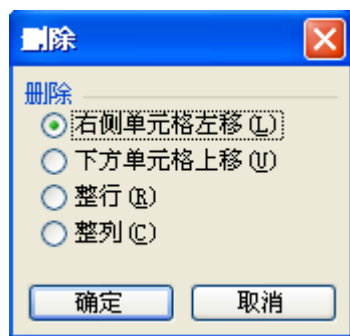 删除
删除
右侧单元格左移(L)
下方单元格上移(U)
整行(R)
整列(C)
确定
取消